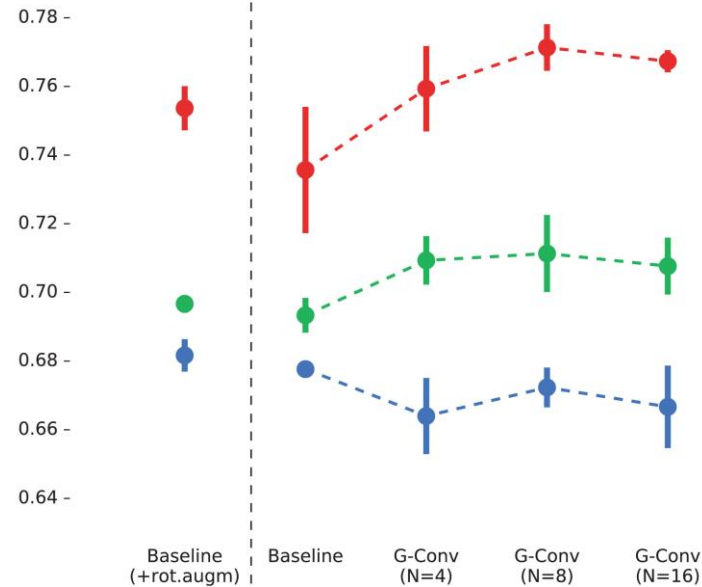 0.78
0.76
0.74
0.72
0.70
0.68
0.66
0.64
Baseline
(+rot.augm)
Baseline
G-Conv
(N=4)
G-Conv
(N=8)
G-Conv
(N=16)